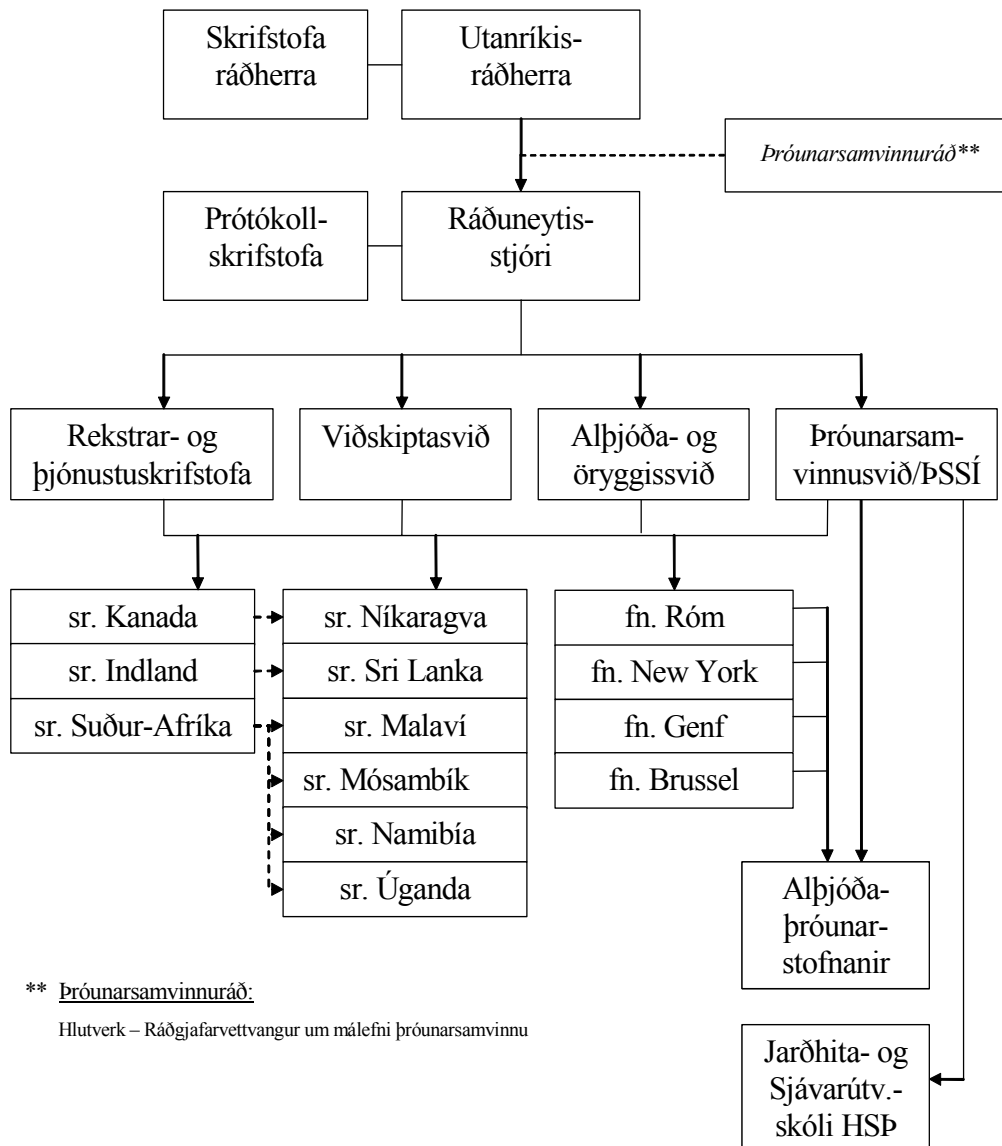 Skrifstofa
ráðherra
Utanríkis-
ráðherra
Þróunarsamvinnuráð**
Prótókoll-
skrifstofa
Ráðuneytis-
stjóri
Rekstrar- og
þjónustuskrifstofa
Viðskiptasvið
Alþjóða- og
öryggissvið
Þróunarsam-
vinnusvið/ÞSSÍ
sr. Kanada
sr. Indland
sr. Suður-Afríka
sr. Níkaragva
sr. Sri Lanka
sr. Malaví
sr. Mósambík
sr. Namibía
sr. Úganda
fn. Róm
fn. New York
fn. Genf
fn. Brussel
Alþjóða-
þróunar-
stofnanir
** Þróunarsamvinnuráð:
Hlutverk – Ráðgjafarvettvangur um málefni þróunarsamvinnu
Jarðhita- og
Sjávarútv.-
skóli HSÞ